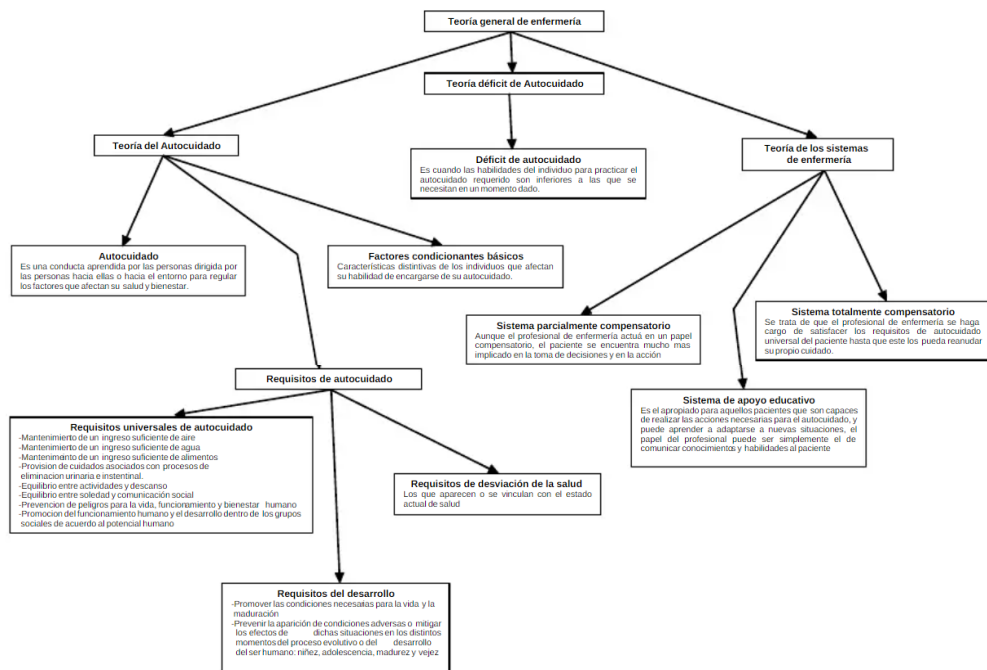 Teoría general de enfermería
Teoría déficit de Autocuidado
Teoría del Autocuidado
Teoría de los sistemas
de enfermería
Déficit de autocuidado
Es cuando las habilidades del individuo para practicar el
autocuidado requerido son inferiores a las que se
necesitan en un momento dado.
Autocuidado
Es una conducta aprendida por las personas dirigida por
las personas hacia ellas o hacia el entorno para regular
los factores que afectan su salud y bienestar.
Factores condicionantes básicos
Características distintivas de los individuos que afectan
su habilidad de encargarse de su autocuidado.
Sistema parcialmente compensatorio
Aunque el profesional de enfermería actuá en un papel
compensatorio, el paciente se encuentra mucho mas
implicado en la toma de decisiones y en la acción
Sistema totalmente compensatorio
Se trata de que el profesional de enfermería se haga
cargo de satisfacer los requisitos de autocuidado
universal del paciente hasta que este los pueda reanudar
su propio cuidado.
Requisitos de autocuidado
Sistema de apoyo educativo
Es el apropiado para aquellos pacientes que son capaces
de realizar las acciones necesarias para el autocuidado, y
puede aprender a adaptarse a nuevas situaciones, el
papel del profesional puede ser simplemente el de
comunicar conocimientos y habilidades al paciente
Requisitos universales de autocuidado
-Mantenimiento de un ingreso suficiente de aire
-Mantenimiento de un ingreso suficiente de agua
-Mantenimiento de un ingreso suficiente de alimentos
-Provision de cuidados asociados con procesos de
eliminacion urinaria e instentinal.
-Equilibrio entre actividades y descanso
-Equilibrio entre soledad y comunicación social
-Prevencion de peligros para la vida, funcionamiento y bienestar humano
-Promocion del funcionamiento humano y el desarrollo dentro de los grupos
sociales de acuerdo al potencial humano
Requisitos de desviación de la salud
Los que aparecen o se vinculan con el estado
actual de salud
Requisitos del desarrollo
-Promover las condiciones necesarias para la vida y la
maduración
-Prevenir la aparición de condiciones adversas o mitigar
los efectos de dichas situaciones en los distintos
momentos del proceso evolutivo o del desarrollo
del ser humano: niñez, adolescencia, madurez y vejez